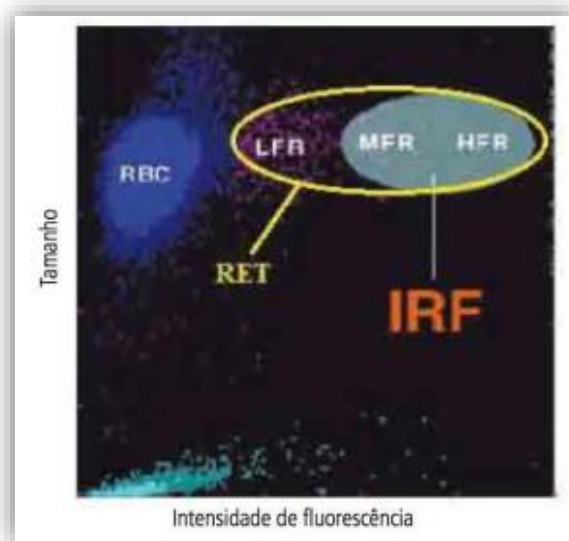 RBC
LFR
MFR
HFR
RET
IRF
Tamanho
Intensidade de fluorescência